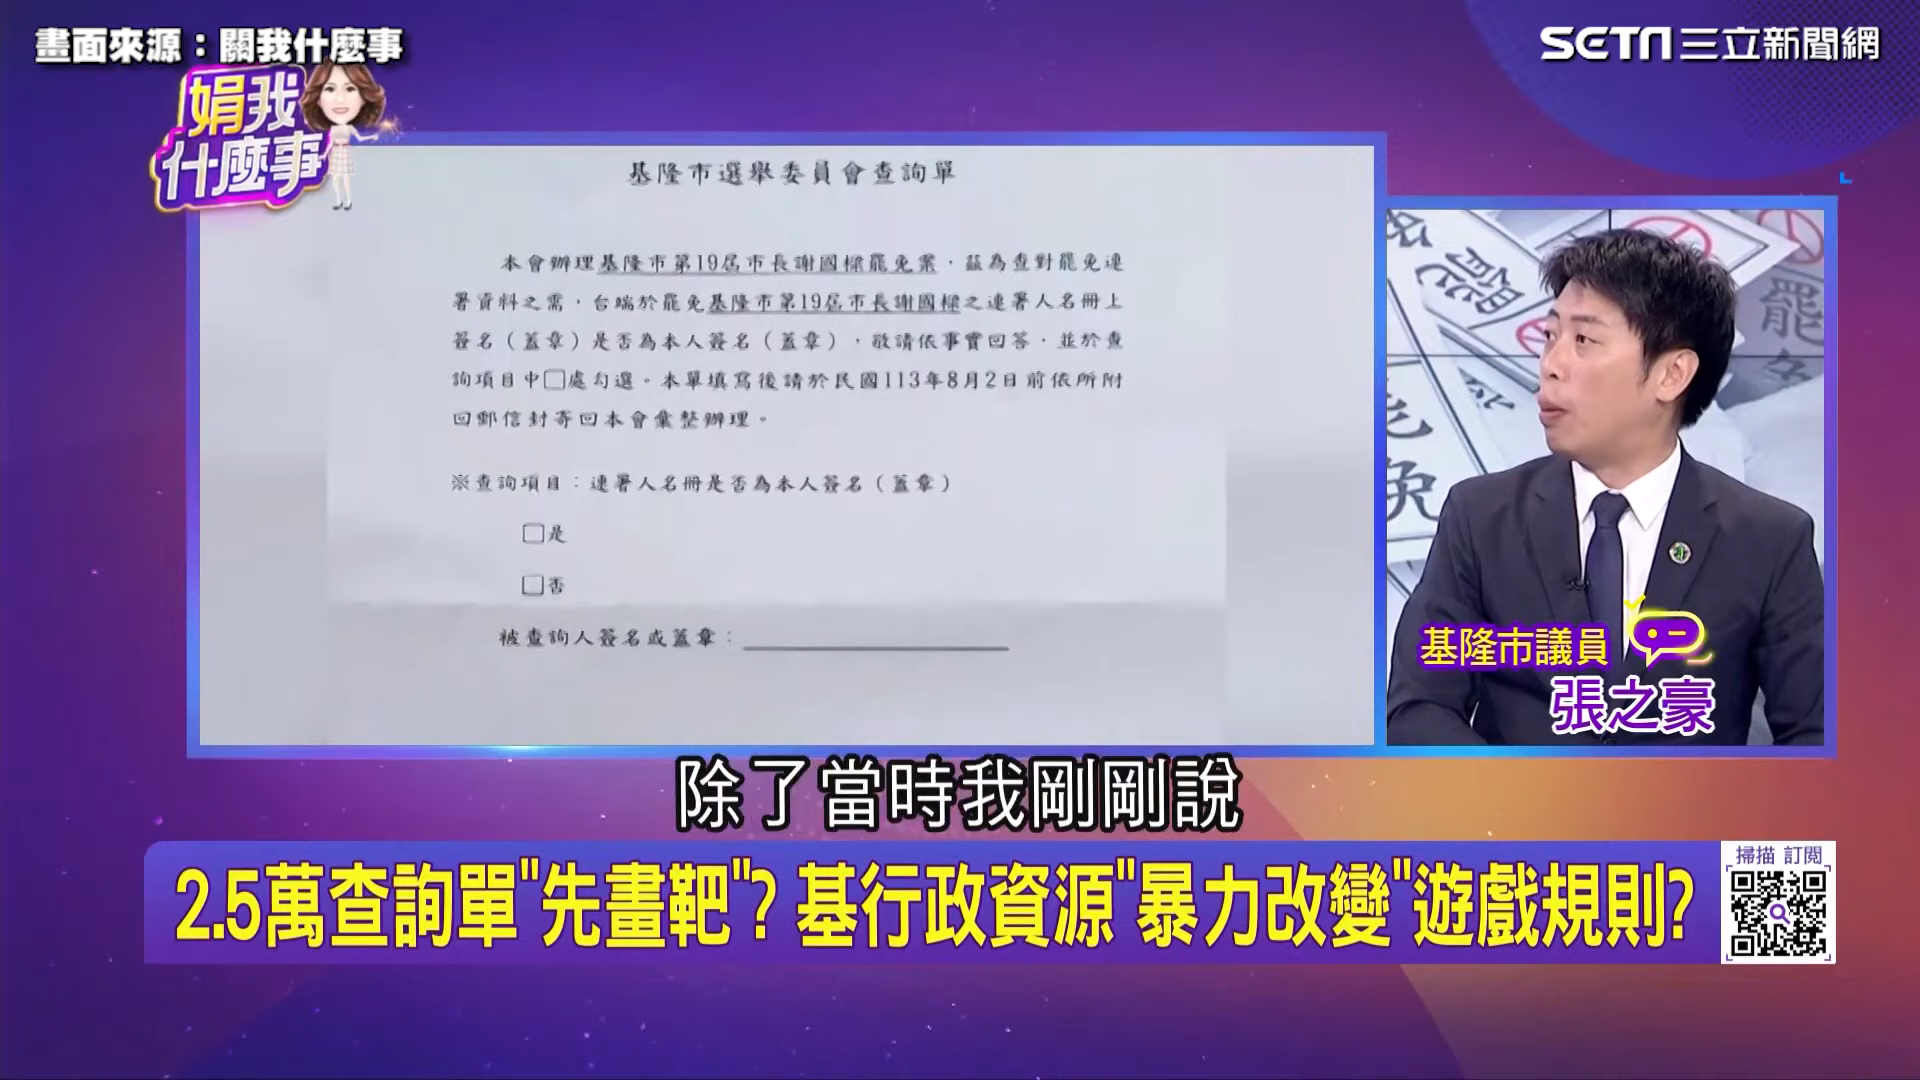 畫面來源：關我什麼事
SETN三立新聞網
娟我
什麼事
基隆市選舉委員會查詢單
本會辦理基隆市第19屆市長謝國樑罷免案，茲為查對罷免連
署資料之需，台端於罷免基隆市第19屆市長謝國樑之連署人名冊上
簽名（蓋章）是否為本人簽名（蓋章），敬請依事實回答，並於查
詢項目中□處勾選。本單填寫後請於民國113年8月2日前依所附
回郵信封寄回本會彙整辦理。
※查詢項目：連署人名冊是否為本人簽名（蓋章）
□是
□否
被查詢人簽名或蓋章：
罷
罷
免
基隆市議員
張之豪
除了當時我剛剛說
2.5萬查詢單"先畫靶"？基行政資源"暴力改變"遊戲規則？
掃描 訂閱